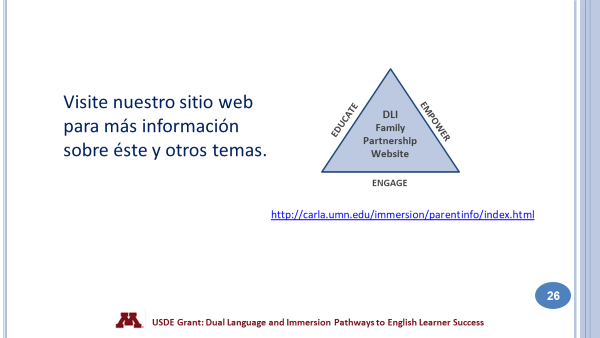 Visite nuestro sitio web
para más información
sobre éste y otros temas.
EDUCATE
EMPOWER
DLI
Family
Partnership
Website
ENGAGE
http://carla.umn.edu/immersion/parentinfo/index.html
26
USDE Grant: Dual Language and Immersion Pathways to English Learner Success